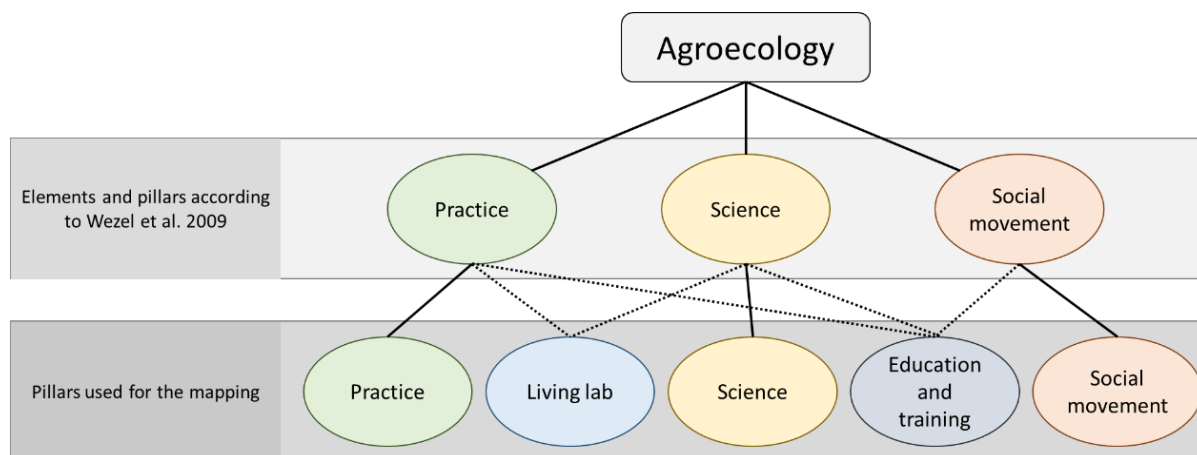 Agroecology
Elements and pillars according
to Wezel et al. 2009
Practice
Science
Social
movement
Pillars used for the mapping
Practice
Living lab
Science
Education
and
training
Social
movement